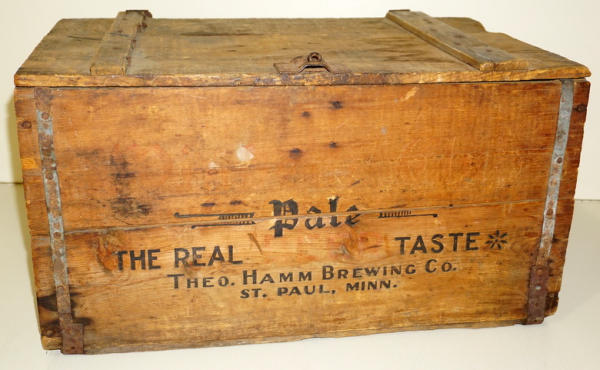 Pale
THE REAL TASTE*
THEO. HAMM BREWING CO.
ST. PAUL, MINN.